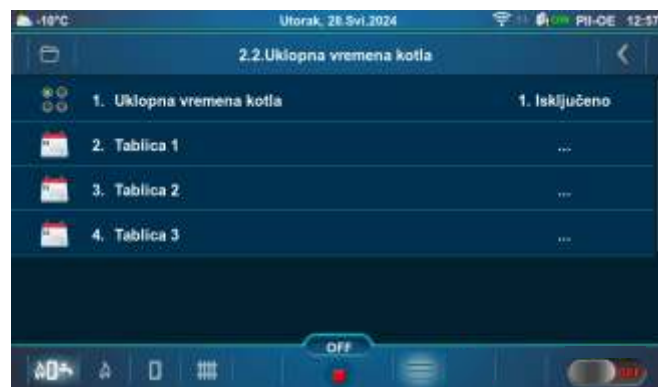 -10°C Utorak, 28.Svi.2024 PII-OE 12:57
2.2.Uklopna vremena kotla
1. Uklopna vremena kotla 1. Isključeno
2. Tablica 1 ...
3. Tablica 2 ...
4. Tablica 3 ...
OFF
OFF